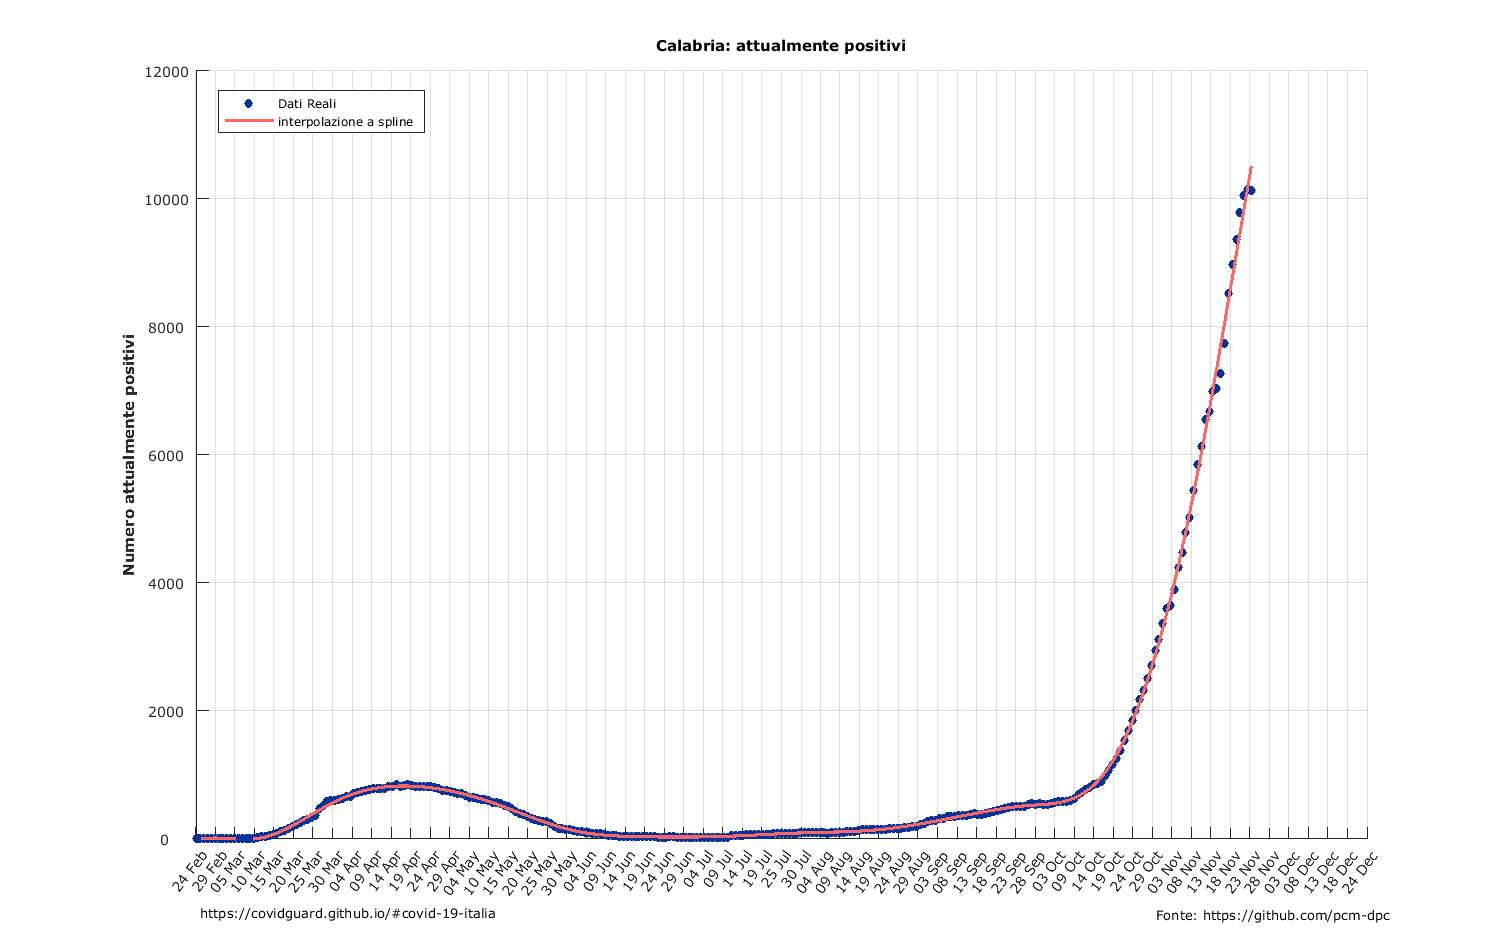 Calabria: attualmente positivi
12000
10000
8000
6000
4000
2000
0
Numero attualmente positivi
Dati Reali
interpolazione a spline
24 Feb
29 Feb
05 Mar
10 Mar
15 Mar
20 Mar
25 Mar
30 Mar
04 Apr
09 Apr
14 Apr
19 Apr
24 Apr
29 Apr
04 May
10 May
15 May
20 May
25 May
30 May
04 Jun
09 Jun
14 Jun
19 Jun
24 Jun
29 Jun
04 Jul
09 Jul
14 Jul
19 Jul
25 Jul
30 Jul
04 Aug
09 Aug
14 Aug
19 Aug
24 Aug
29 Aug
03 Sep
08 Sep
13 Sep
18 Sep
23 Sep
28 Sep
03 Oct
09 Oct
14 Oct
19 Oct
24 Oct
29 Oct
03 Nov
08 Nov
13 Nov
18 Nov
23 Nov
28 Nov
03 Dec
08 Dec
13 Dec
18 Dec
24 Dec
https://covidguard.github.io/#covid-19-italia
Fonte: https://github.com/pcm-dpc